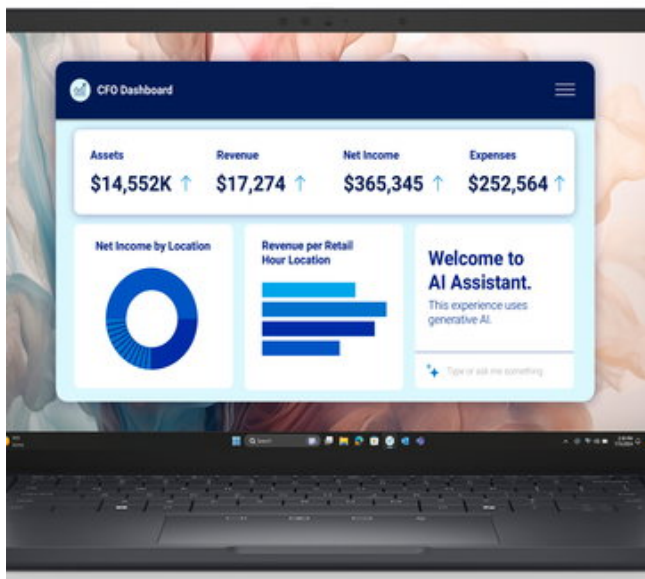 CFO Dashboard
Assets
Revenue
Net Income
Expenses
$14,552K ↑
$17,274 ↑
$365,345 ↑
$252,564 ↑
Net Income by Location
Revenue per Retail
Hour Location
Welcome to
AI Assistant.
This experience uses
generative AI.
Type or ask me something
Search